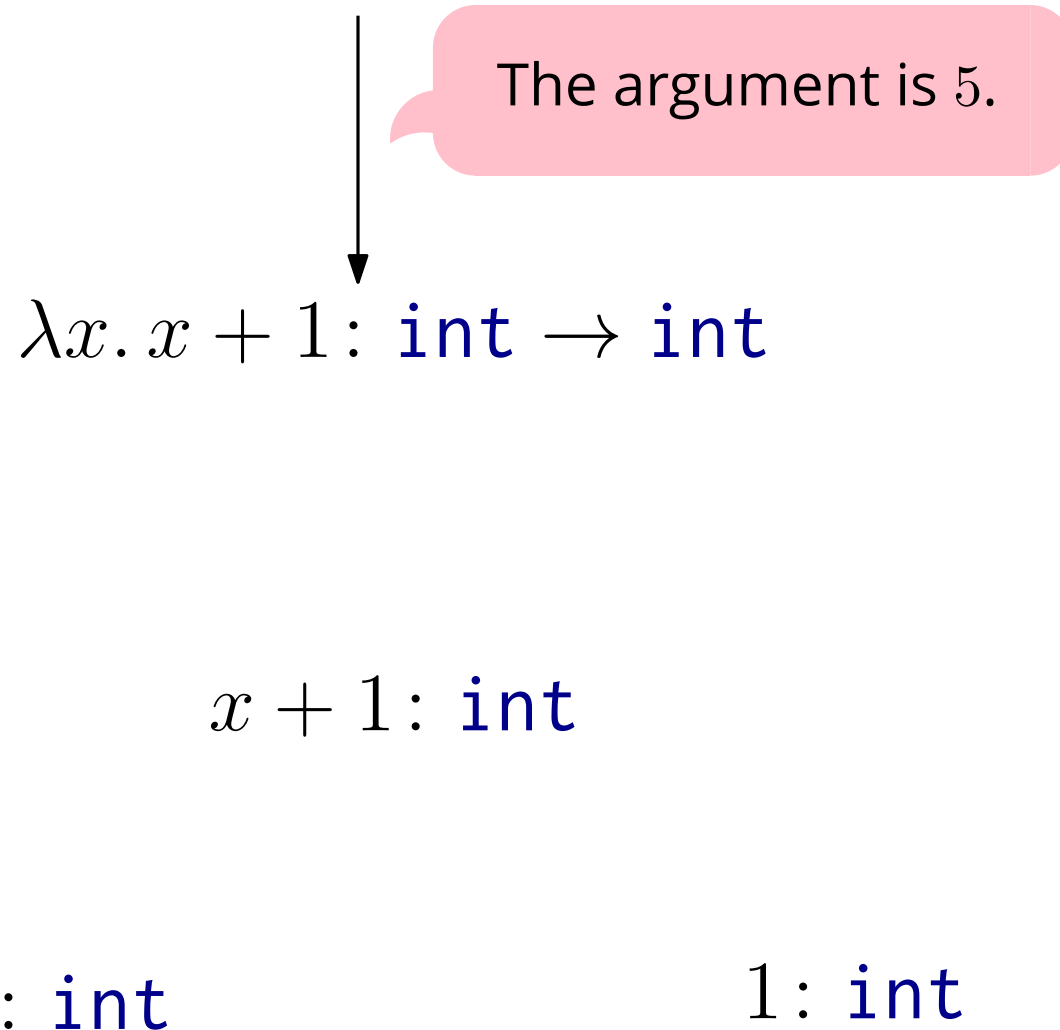 The argument is 5.
λx. x + 1 : int → int
x + 1 : int
: int
1 : int